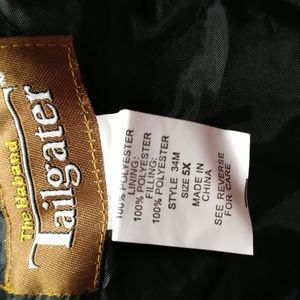 The Haband
Tailgater
100% POLYESTER
LINING:
100% POLYESTER
FILLING:
100% POLYESTER
STYLE 34M
SIZE 5X
MADE IN
CHINA
SEE REVERSE
FOR CARE